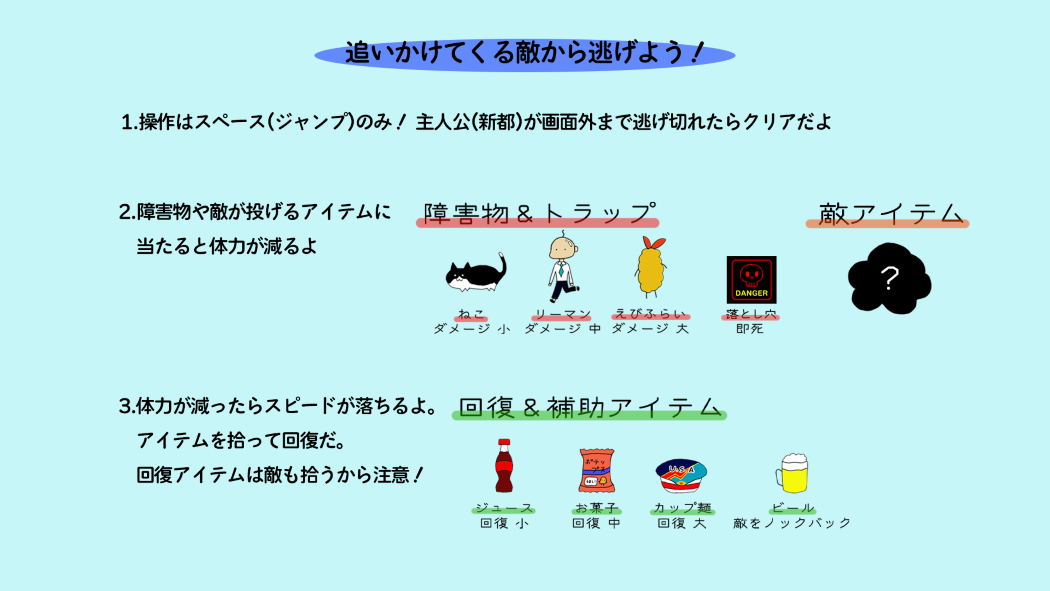 追いかけてくる敵から逃げよう！
1.操作はスペース(ジャンプ)のみ！ 主人公(新都)が画面外まで逃げ切れたらクリアだよ
2.障害物や敵が投げるアイテムに
当たると体力が減るよ
障害物＆トラップ
敵アイテム
?
DANGER
ねこ
ダメージ 小
リーマン
ダメージ 中
えびふらい
ダメージ 大
落とし穴
即死
3.体力が減ったらスピードが落ちるよ。
アイテムを拾って回復だ。
回復アイテムは敵も拾うから注意！
回復＆補助アイテム
ポテチ
USA
ジュース
回復 小
お菓子
回復 中
カップ麺
回復 大
ビール
敵をノックバック